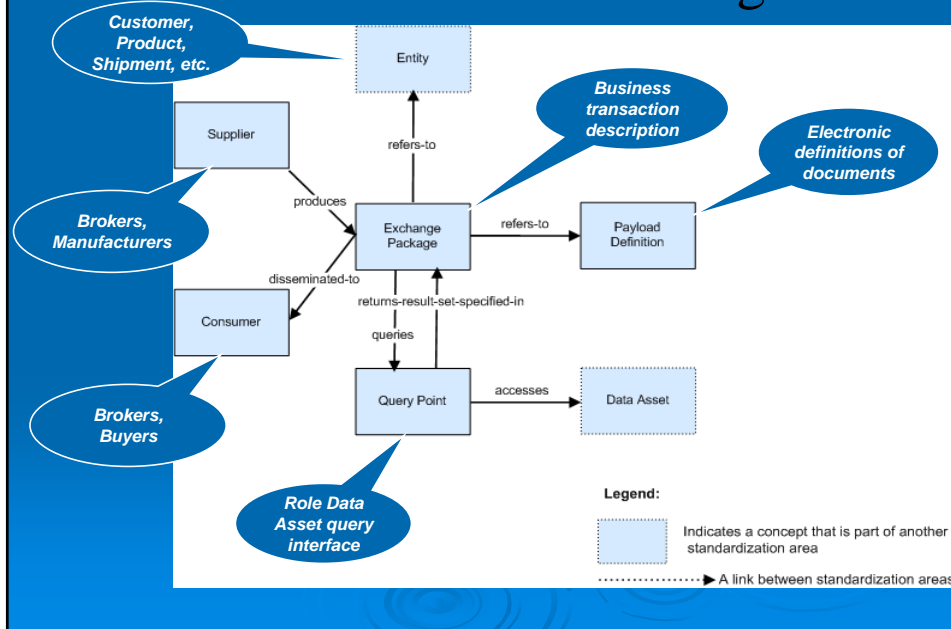 Customer,
Product,
Shipment, etc.
Entity
Business
transaction
description
Electronic
definitions of
documents
Supplier
refers-to
Brokers,
Manufacturers
produces
Exchange
Package
refers-to
Payload
Definition
disseminated-to
Consumer
returns-result-set-specified-in
queries
Brokers,
Buyers
Query Point
accesses
Data Asset
Role Data
Asset query
interface
Legend:
Indicates a concept that is part of another
standardization area
A link between standardization areas